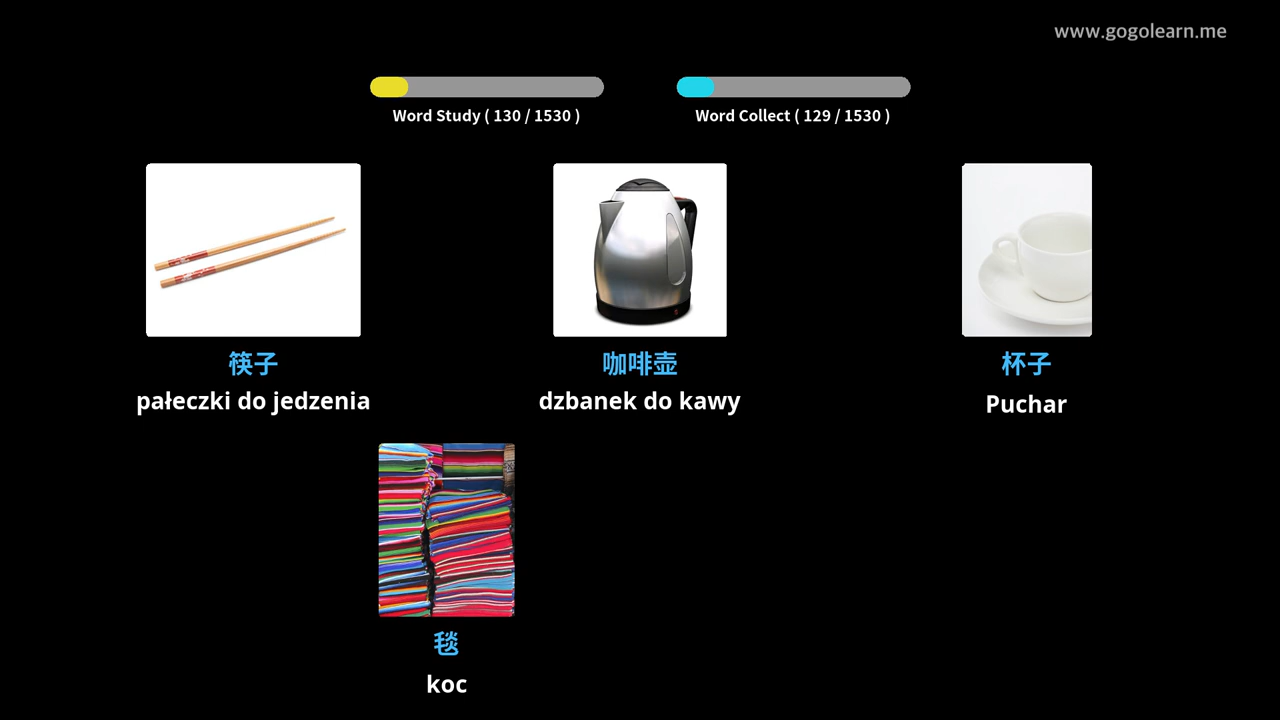 www.gogolearn.me
Word Study ( 130 / 1530 )
Word Collect ( 129 / 1530 )
筷子
咖啡壶
杯子
pałeczki do jedzenia
dzbanek do kawy
Puchar
毯
koc